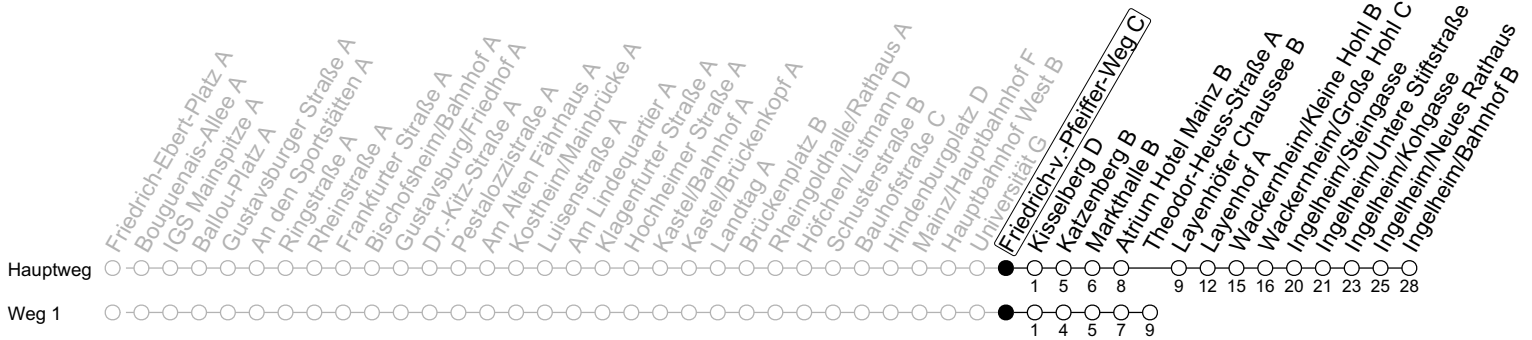 Friedrich-Ebert-Platz A
Bouguenais-Allee A
IGS Mainspitze A
Ballou-Platz A
Gustavsburger Straße A
An den Sportstätten A
Ringstraße A
Rheinstraße A
Frankfurter Straße A
Bischofsheim/Bahnhof A
Gustavsburg/Friedhof A
Dr.-Kitz-Straße A
Pestalozzistraße A
Am Alten Fährhaus A
Kostheim/Mainbrücke A
Luisenstraße A
Am Lindequartier A
Klagenfurter Straße A
Hochheimer Straße A
Kastel/Bahnhof A
Kastel/Brückenkopf A
Landtag A
Brückenplatz B
Rheingoldhalle/Rathaus A
Höfchen/Listmann D
Schusterstraße B
Bauhofstraße C
Hindenburgplatz D
Mainz/Hauptbahnhof F
Hauptbahnhof West B
Universität G
Friedrich-v.-Pfeiffer-Weg C
Kisselberg D
Katzenberg B
Markthalle B
Atrium Hotel Mainz B
Theodor-Heuss-Straße A
Layenhöfer Chaussee B
Layenhof A
Wackernheim/Kleine Hohl B
Wackernheim/Große Hohl C
Ingelheim/Steingasse
Ingelheim/Untere Stiftstraße
Ingelheim/Rohgasse
Ingelheim/Neues Rathaus
Ingelheim/Bahnhof B
Hauptweg
1 5 6 8 9 12 15 16 20 21 23 25 28
Weg 1
1 4 5 7 9